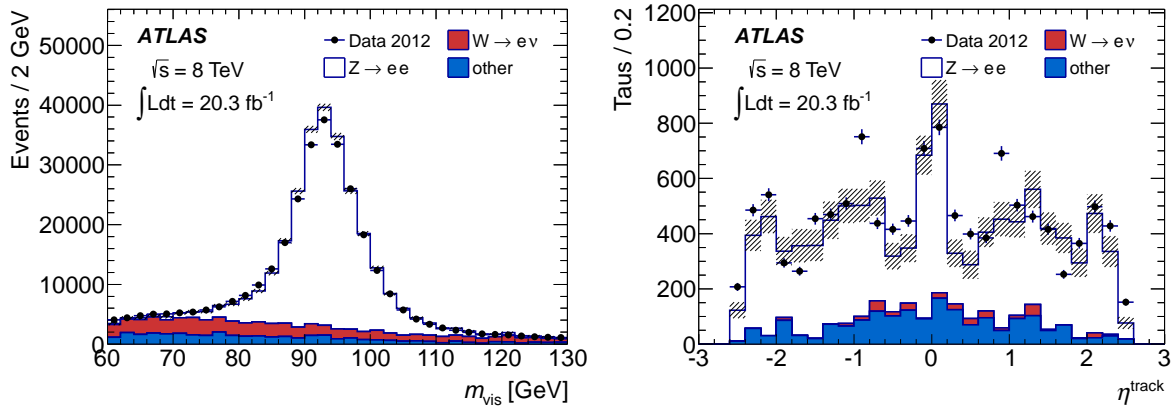 Events / 2 GeV
50000
40000
30000
20000
10000
0
ATLAS
√s = 8 TeV
∫Ldt = 20.3 fb⁻¹
Data 2012
W → eν
Z → ee
other
60 70 80 90 100 110 120 130
m_vis [GeV]
Taus / 0.2
1200
1000
800
600
400
200
0
ATLAS
√s = 8 TeV
∫Ldt = 20.3 fb⁻¹
Data 2012
W → eν
Z → ee
other
-3 -2 -1 0 1 2 3
η^track